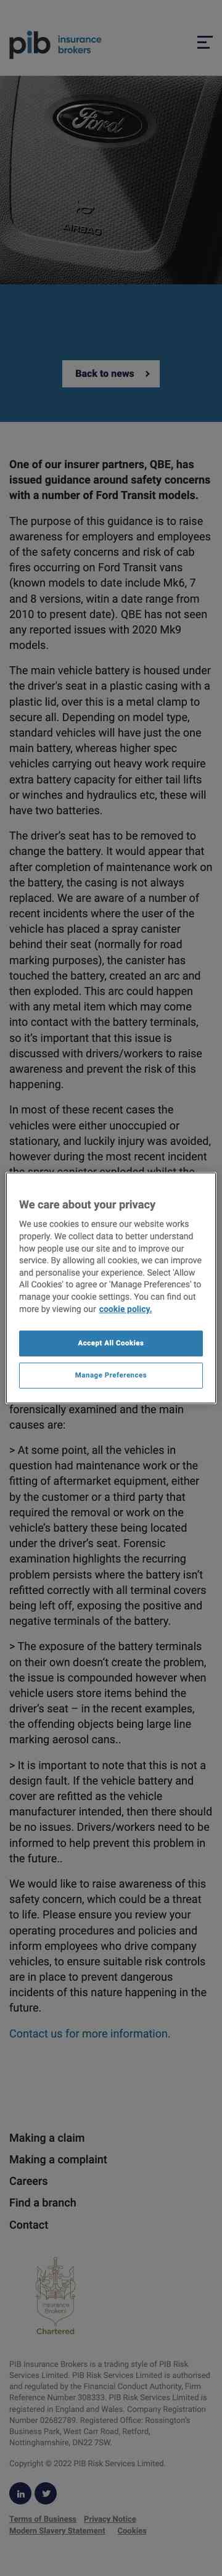 pib insurance
brokers
Ford
AIRBAG
Back to news
One of our insurer partners, QBE, has
issued guidance around safety concerns
with a number of Ford Transit models.
The purpose of this guidance is to raise
awareness for employers and employees
of the safety concerns and risk of cab
fires occurring on Ford Transit vans
(known models to date include Mk6, 7
and 8 versions, witin a date range from
2010 to present date). QBE has not seen
any reported issues with 2020 Mk9
models.
The main vehicle battery is housed under
the driver's seat in a plastic casing with a
plastic lid, over this is a metal clamp to
secure all. Depending on model type,
standard vehicles will have just the one
main battery, whereas higher spec
vehicles carrying out heavy work require
extra battery capacity for either tail lifts
or winches and hydraulics etc, these will
have two batteries.
The driver's seat has to be removed to
change the battery. It would appear that
after completion of maintenance work on
the battery, the casing is not always
replaced. We are aware of a number of
recent incidents where the user of the
vehicle has placed a spray canister
behind their seat (normally for road
marking purposes), the canister has
touched the battery, created an arc and
then exploded. This arc could happen
with any metal item which may come
into contact with the battery terminals,
so it's important that this issue is
discussed with drivers/workers to raise
awareness and prevent the risk of this
happening.
In most of these recent cases the
vehicles were either unoccupied or
stationary, and luckily injury was avoided,
however during the most recent incident
the spray canister exploded whilst the
We care about your privacy
We use cookies to ensure our website works
properly. We collect data to better understand
how people use our site and to improve our
service. By allowing all cookies, we can improve
and personalise your experience. Select 'Allow
All Cookies' to agree or 'Manage Preferences' to
manage your cookie settings. You can find out
more by viewing our cookie policy.
Accept All Cookies
Manage Preferences
forensically examined and the main
causes are:
> At some point, all the vehicles in
question had maintenance work or the
fitting of aftermarket equipment, either
by the customer or a third party that
required the removal or work on the
vehicle's battery these being located
under the driver's seat. Forensic
examination highlights the recurring
problem persists where the battery isn't
refitted correctly with all terminal covers
being left off, exposing the positive and
negative terminals of the battery.
> The exposure of the battery terminals
on their own doesn't create the problem,
the issue is compounded however when
vehicle users store items behind the
driver's seat – in the recent examples,
the offending objects being large line
marking aerosol cans..
> It is important to note that this is not a
design fault. If the vehicle battery and
cover are refitted as the vehicle
manufacturer intended, then there should
be no issues. Drivers/workers need to be
informed to help prevent this problem in
the future..
We would like to raise awareness of this
safety concern, which could be a threat
to life. Please ensure you review your
operating procedures and policies and
inform employees who drive company
vehicles, to ensure suitable risk controls
are in place to prevent dangerous
incidents of this nature happening in the
future.
Contact us for more information.
Making a claim
Making a complaint
Careers
Find a branch
Contact
Insurance
Brokers
Chartered
PIB Insurance Brokers is a trading style of PIB Risk
Services Limited. PIB Risk Services Limited is authorised
and regulated by the Financial Conduct Authority, Firm
Reference Number 308333. PIB Risk Services Limited is
registered in England and Wales. Company Registration
Number 02682789. Registered Office: Rossington's
Business Park, West Carr Road, Retford,
Nottinghamshire, DN22 7SW.
Copyright © 2022 PIB Risk Services Limited.
in
Terms of Business Privacy Notice
Modern Slavery Statement Cookies